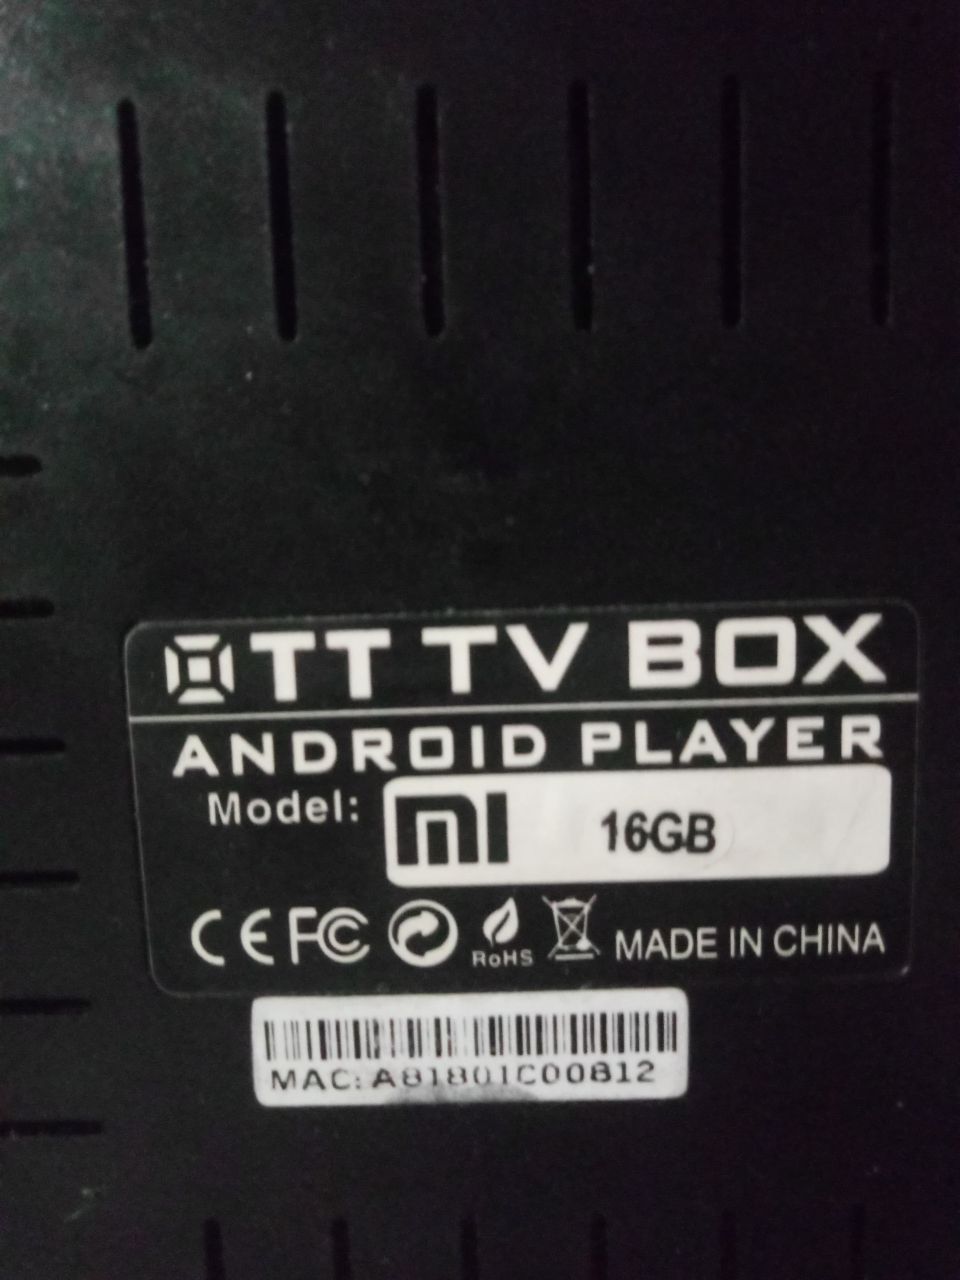 OTT TV BOX
ANDROID PLAYER
Model: MI 16GB
CE FC RoHS MADE IN CHINA
MAC: A81801C00812